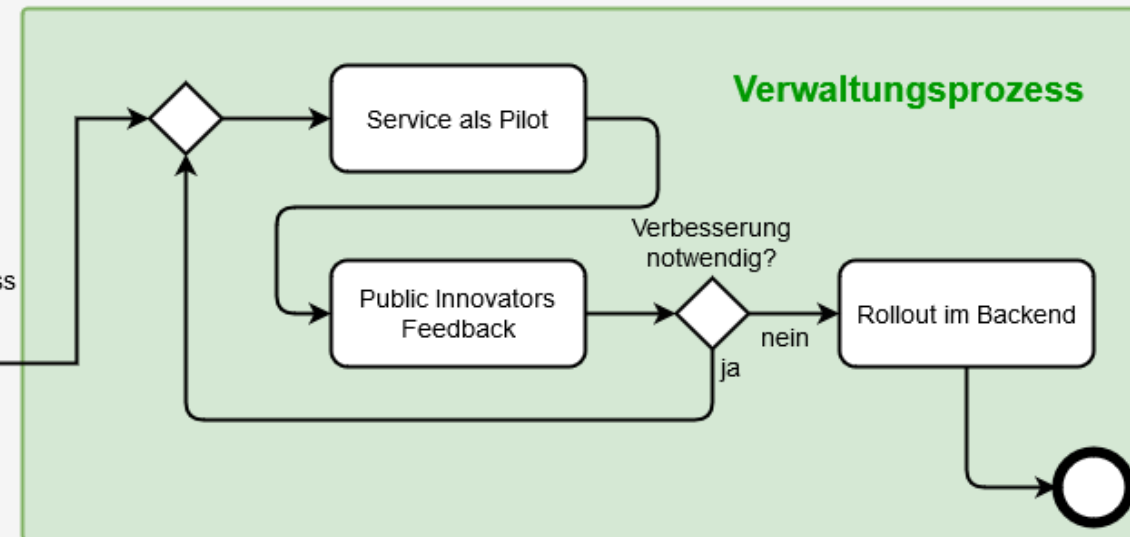 Verwaltungsprozess
Service als Pilot
Verbesserung
notwendig?
Public Innovators
Feedback
Rollout im Backend
nein
ja